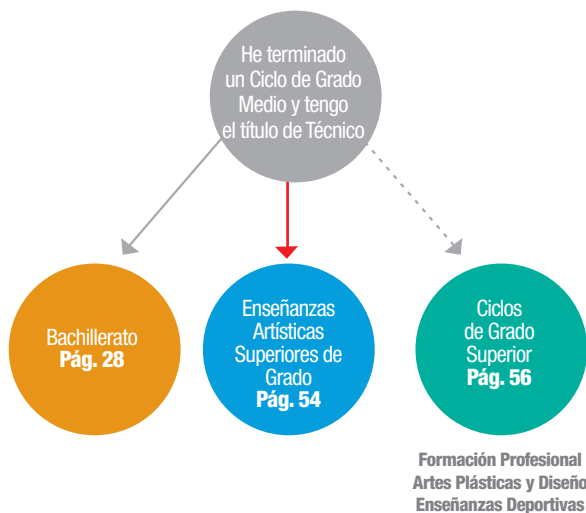 He terminado
un Ciclo de Grado
Medio y tengo
el título de Técnico
Bachillerato
Pág. 28
Enseñanzas
Artísticas
Superiores de
Grado
Pág. 54
Ciclos
de Grado
Superior
Pág. 56
Formación Profesional
Artes Plásticas y Diseño
Enseñanzas Deportivas